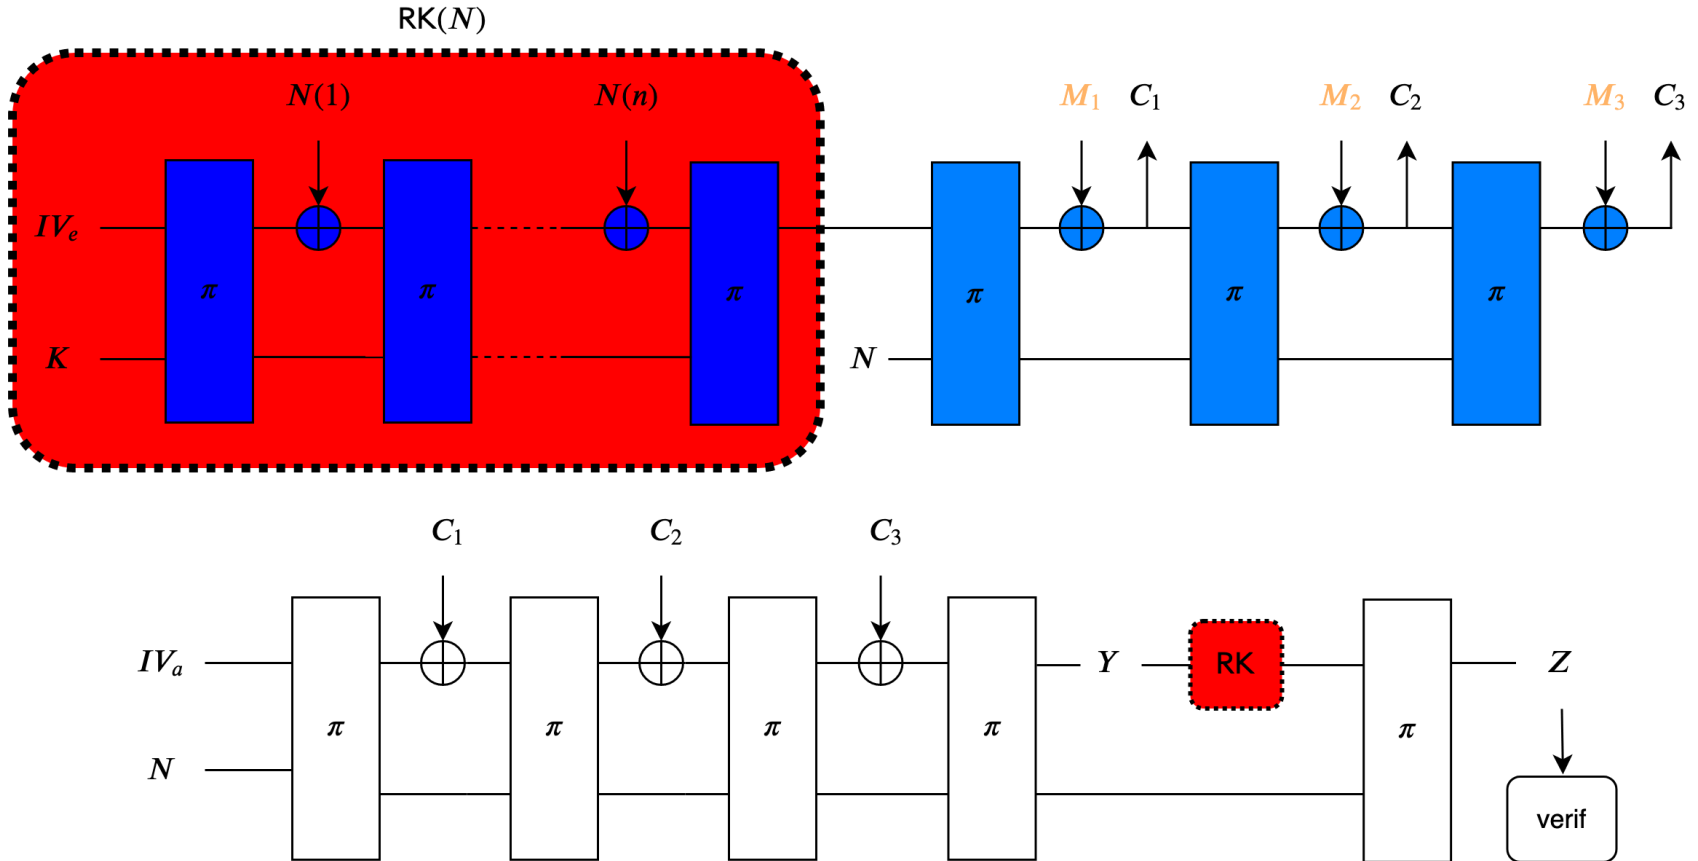 RK(N)
N(1) N(n) M₁ C₁ M₂ C₂ M₃ C₃
IVₑ
π π π π π π
K N
C₁ C₂ C₃
IVₐ Y RK Z
N π π π π π
verif